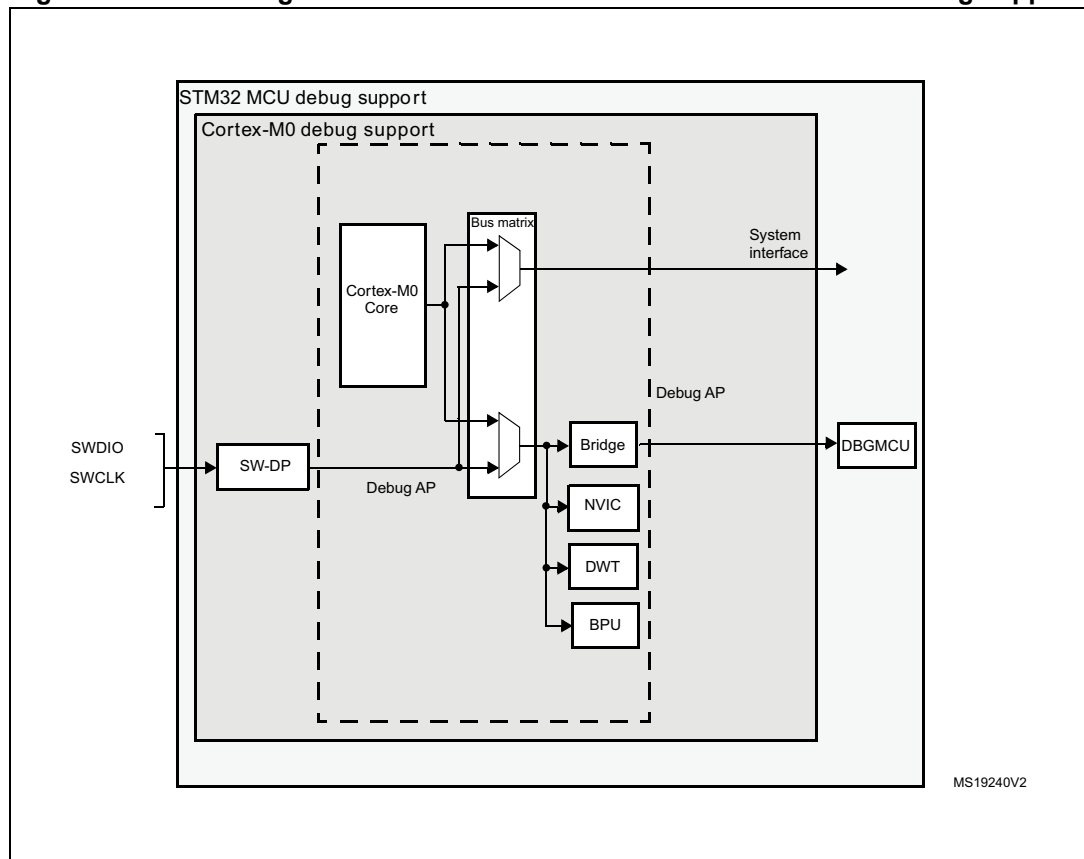 STM32 MCU debug support
Cortex-M0 debug support
Bus matrix
System
interface
Cortex-M0
Core
Debug AP
SWDIO
SWCLK
SW-DP
Debug AP
Bridge
DBGMCU
NVIC
DWT
BPU
MS19240V2